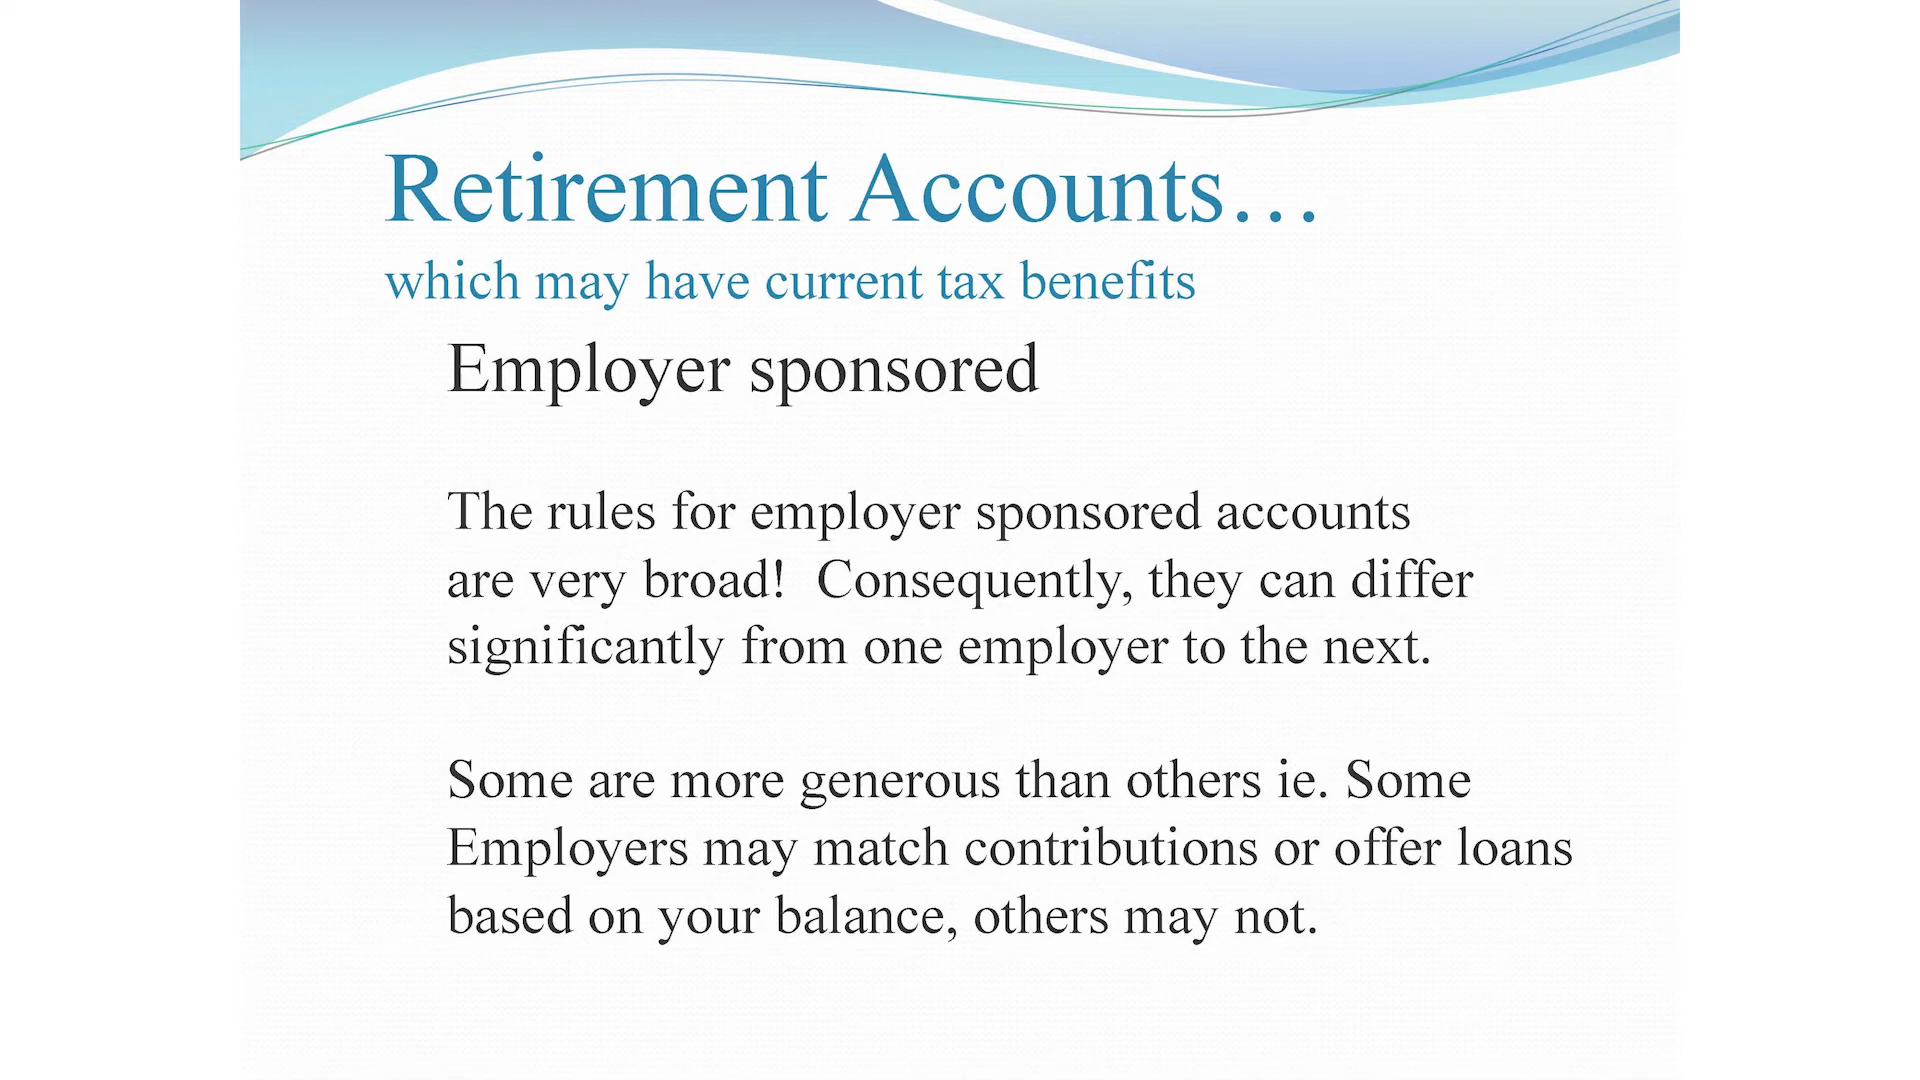 Retirement Accounts…
which may have current tax benefits
Employer sponsored
The rules for employer sponsored accounts
are very broad!  Consequently, they can differ
significantly from one employer to the next.
Some are more generous than others ie. Some
Employers may match contributions or offer loans
based on your balance, others may not.